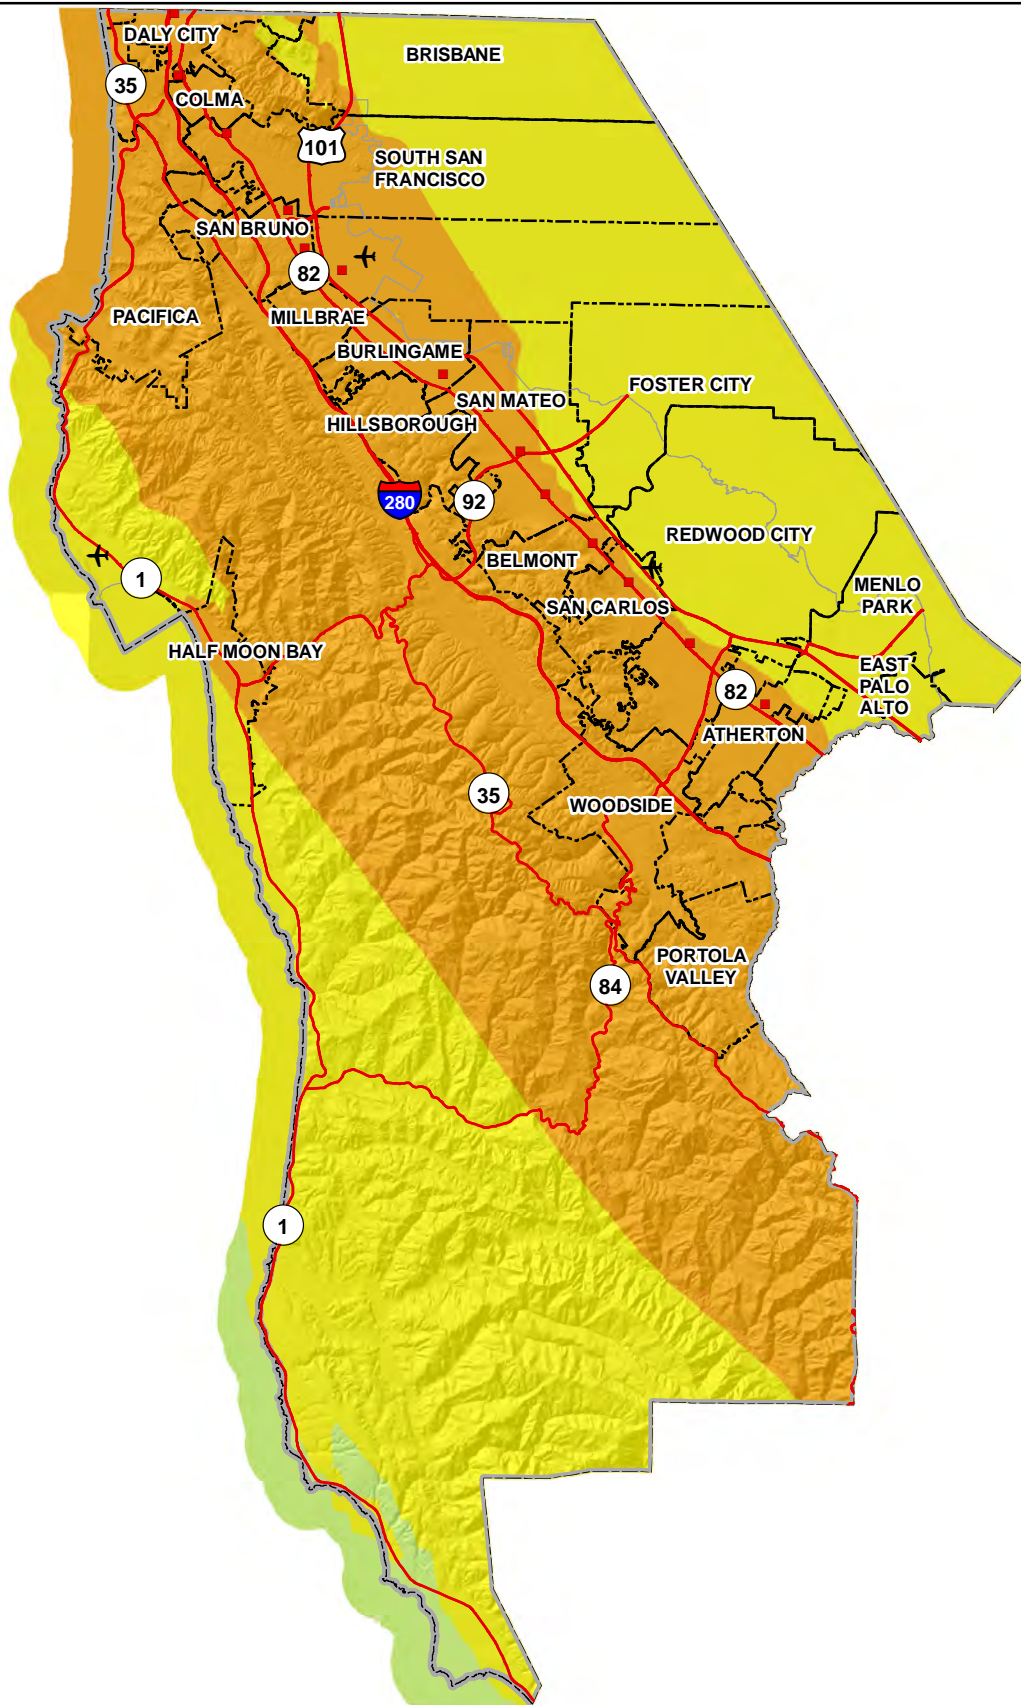 DALY CITY
BRISBANE
35
COLMA
101
SOUTH SAN
FRANCISCO
SAN BRUNO
82
PACIFICA
MILLBRAE
BURLINGAME
FOSTER CITY
SAN MATEO
HILLSBOROUGH
280
92
REDWOOD CITY
BELMONT
1
MENLO
PARK
SAN CARLOS
HALF MOON BAY
EAST
PALO
ALTO
82
ATHERTON
35
WOODSIDE
PORTOLA
VALLEY
84
1